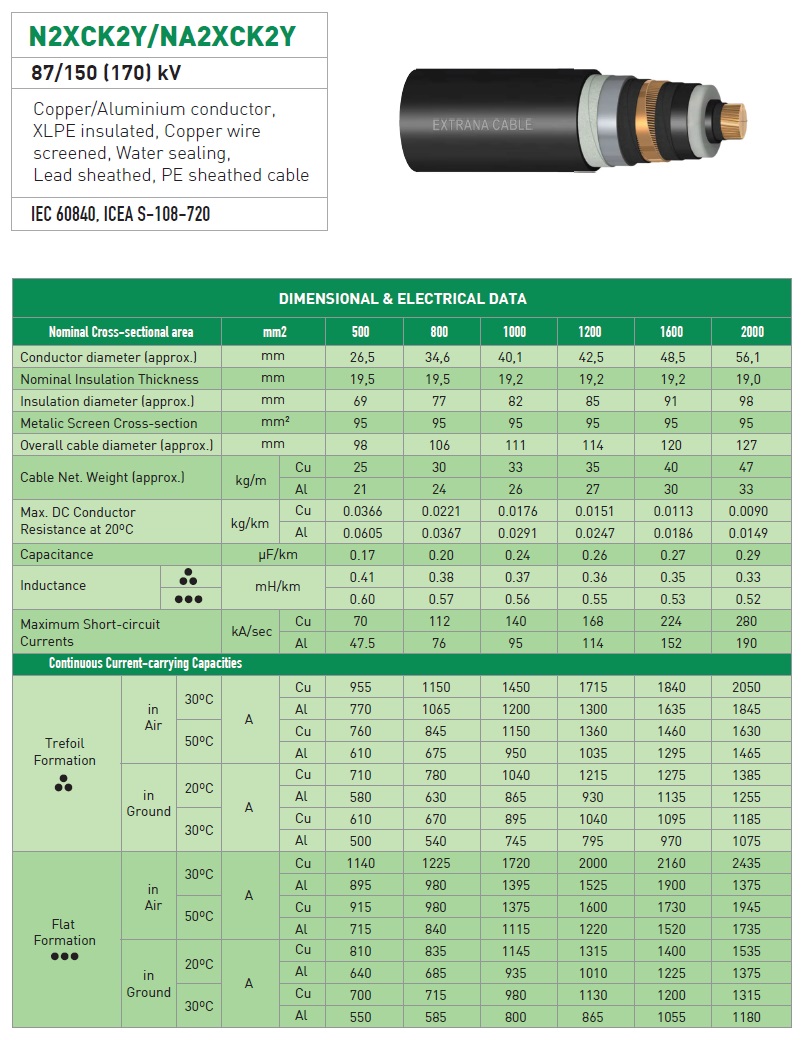 N2XCK2Y/NA2XCK2Y
87/150 (170) kV
Copper/Aluminium conductor,
XLPE insulated, Copper wire
screened, Water sealing,
Lead sheathed, PE sheathed cable
IEC 60840, ICEA S-108-720
EXTRANA CABLE
DIMENSIONAL & ELECTRICAL DATA
Nominal Cross-sectional area mm2 500 800 1000 1200 1600 2000
Conductor diameter (approx.) mm 26,5 34,6 40,1 42,5 48,5 56,1
Nominal Insulation Thickness mm 19,5 19,5 19,2 19,2 19,2 19,0
Insulation diameter (approx.) mm 69 77 82 85 91 98
Metalic Screen Cross-section mm² 95 95 95 95 95 95
Overall cable diameter (approx.) mm 98 106 111 114 120 127
Cable Net. Weight (approx.) kg/m Cu 25 30 33 35 40 47
Al 21 24 26 27 30 33
Max. DC Conductor
Resistance at 20ºC kg/km Cu 0.0366 0.0221 0.0176 0.0151 0.0113 0.0090
Al 0.0605 0.0367 0.0291 0.0247 0.0186 0.0149
Capacitance µF/km 0.17 0.20 0.24 0.26 0.27 0.29
Inductance mH/km 0.41 0.38 0.37 0.36 0.35 0.33
0.60 0.57 0.56 0.55 0.53 0.52
Maximum Short-circuit
Currents kA/sec Cu 70 112 140 168 224 280
Al 47.5 76 95 114 152 190
Continuous Current-carrying Capacities
Trefoil
Formation
in
Air
30ºC A Cu 955 1150 1450 1715 1840 2050
Al 770 1065 1200 1300 1635 1845
50ºC Cu 760 845 1150 1360 1460 1630
Al 610 675 950 1035 1295 1465
in
Ground
20ºC A Cu 710 780 1040 1215 1275 1385
Al 580 630 865 930 1135 1255
30ºC Cu 610 670 895 1040 1095 1185
Al 500 540 745 795 970 1075
Flat
Formation
in
Air
30ºC A Cu 1140 1225 1720 2000 2160 2435
Al 895 980 1395 1525 1900 1375
50ºC Cu 915 980 1375 1600 1730 1945
Al 715 840 1115 1220 1520 1735
in
Ground
20ºC A Cu 810 835 1145 1315 1400 1535
Al 640 685 935 1010 1225 1375
30ºC Cu 700 715 980 1130 1200 1315
Al 550 585 800 865 1055 1180